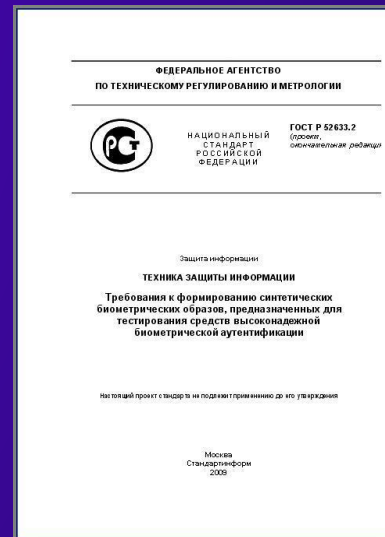 ФЕДЕРАЛЬНОЕ АГЕНТСТВО
ПО ТЕХНИЧЕСКОМУ РЕГУЛИРОВАНИЮ И МЕТРОЛОГИИ
РСТ
НАЦИОНАЛЬНЫЙ
СТАНДАРТ
РОССИЙСКОЙ
ФЕДЕРАЦИИ
ГОСТ Р 52633.2
(проект,
окончательная редакция
Защита информации
ТЕХНИКА ЗАЩИТЫ ИНФОРМАЦИИ
Требования к формированию синтетических
биометрических образов, предназначенных для
тестирования средств высоконадежной
биометрической аутентификации
Настоящий проект стандарта не подлежит применению до его утверждения
Москва
Стандартинформ
2009